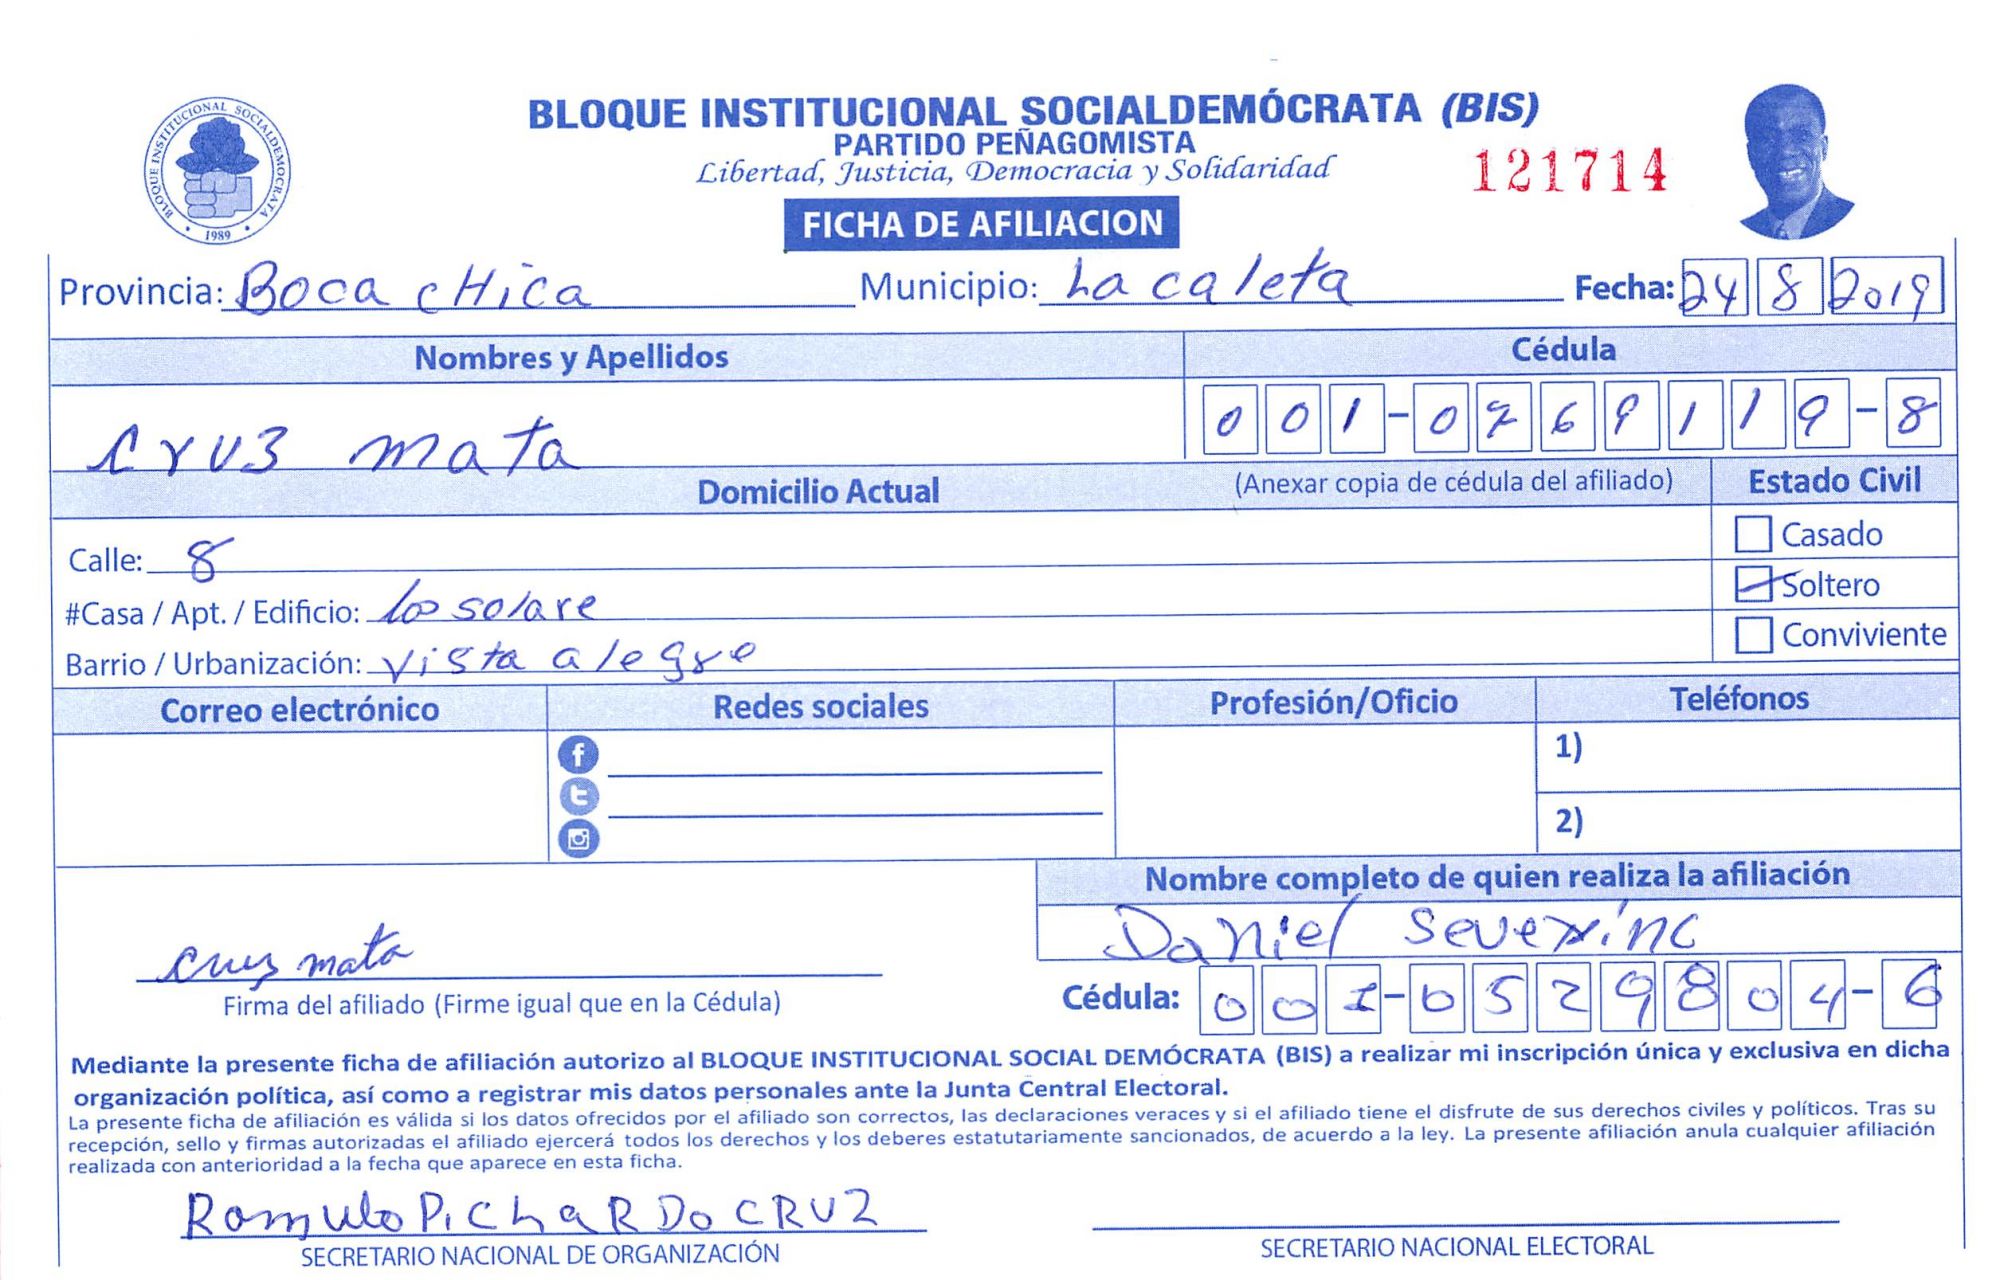 BLOQUE INSTITUCIONAL SOCIALDEMOCRATA
1989
BLOQUE INSTITUCIONAL SOCIALDEMÓCRATA (BIS)
PARTIDO PEÑAGOMISTA
Libertad, Justicia, Democracia y Solidaridad
121714
FICHA DE AFILIACION
Provincia: Boca cHica Municipio: La caleta Fecha: 24 8 2019
Nombres y Apellidos Cédula
cruz mata 001-0769119-8
Domicilio Actual (Anexar copia de cédula del afiliado) Estado Civil
Calle: 8 Casado
#Casa / Apt. / Edificio: los solare Soltero
Barrio / Urbanización: vista alegre Conviviente
Correo electrónico Redes sociales Profesión/Oficio Teléfonos
1)
2)
Nombre completo de quien realiza la afiliación
Daniel Severino
cruz mata
Firma del afiliado (Firme igual que en la Cédula) Cédula: 001-0529804-6
Mediante la presente ficha de afiliación autorizo al BLOQUE INSTITUCIONAL SOCIAL DEMÓCRATA (BIS) a realizar mi inscripción única y exclusiva en dicha
organización política, así como a registrar mis datos personales ante la Junta Central Electoral.
La presente ficha de afiliación es válida si los datos ofrecidos por el afiliado son correctos, las declaraciones veraces y si el afiliado tiene el disfrute de sus derechos civiles y políticos. Tras su
recepción, sello y firmas autorizadas el afiliado ejercerá todos los derechos y los deberes estatutariamente sancionados, de acuerdo a la ley. La presente afiliación anula cualquier afiliación
realizada con anterioridad a la fecha que aparece en esta ficha.
Romulo PichaRDo CRUZ
SECRETARIO NACIONAL DE ORGANIZACIÓN SECRETARIO NACIONAL ELECTORAL